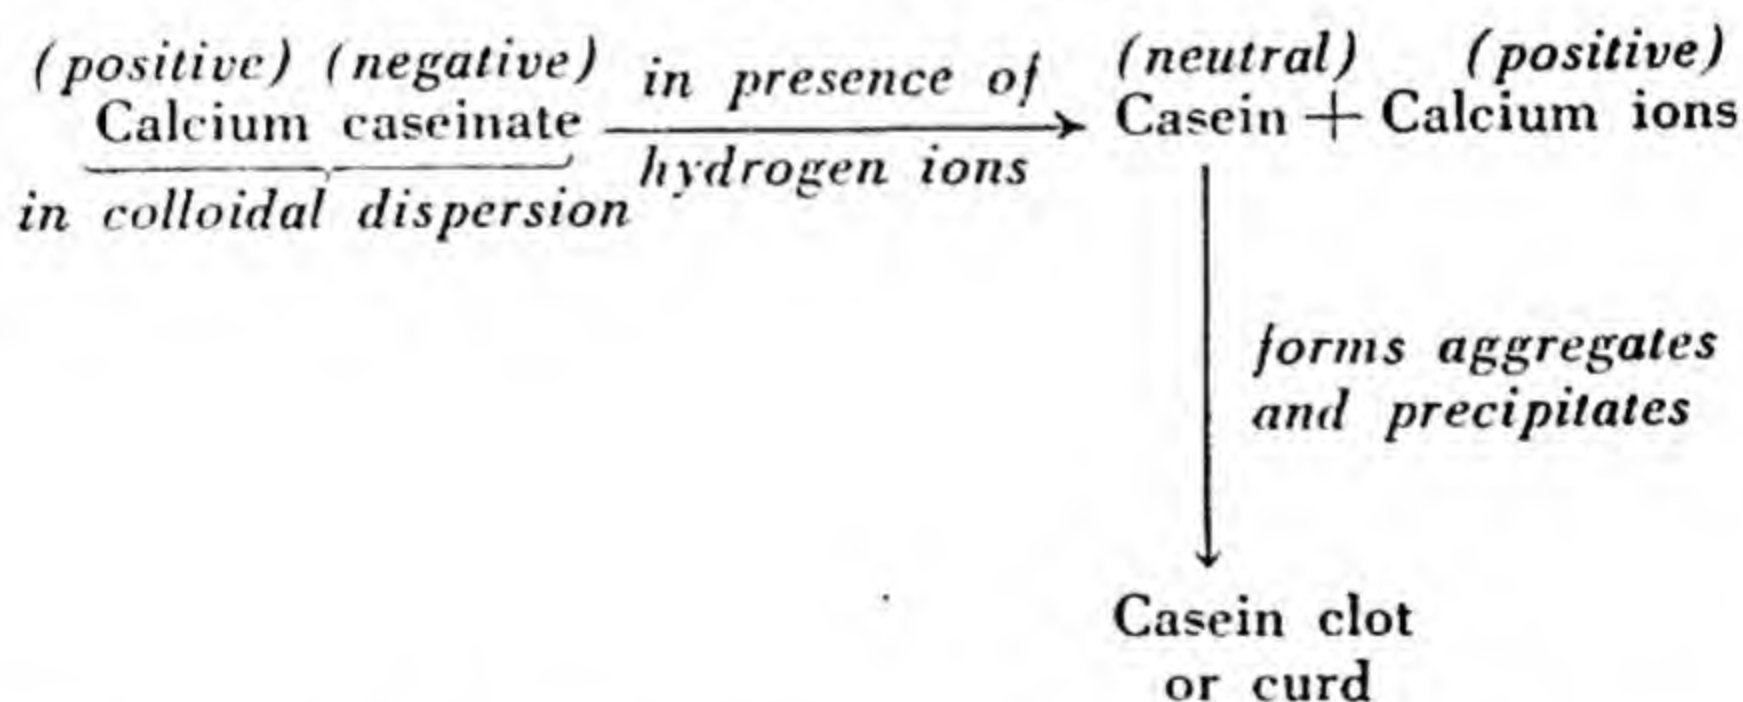 (positive) (negative) in presence of (neutral) (positive)
Calcium caseinate Casein + Calcium ions
hydrogen ions
in colloidal dispersion
forms aggregates
and precipitates
Casein clot
or curd